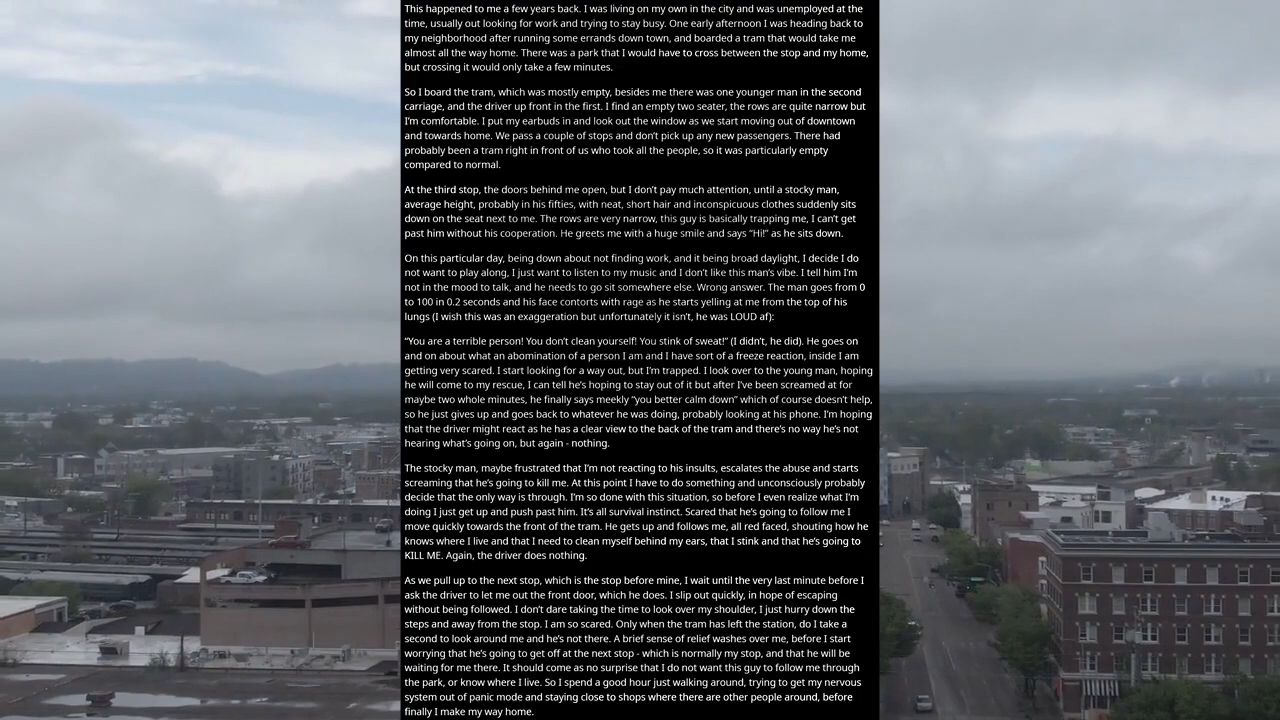 This happened to me a few years back. I was living on my own in the city and was unemployed at the
time, usually out looking for work and trying to stay busy. One early afternoon I was heading back to
my neighborhood after running some errands down town, and boarded a tram that would take me
almost all the way home. There was a park that I would have to cross between the stop and my home,
but crossing it would only take a few minutes.
So I board the tram, which was mostly empty, besides me there was one younger man in the second
carriage, and the driver up front in the first. I find an empty two seater, the rows are quite narrow but
I’m comfortable. I put my earbuds in and look out the window as we start moving out of downtown
and towards home. We pass a couple of stops and don’t pick up any new passengers. There had
probably been a tram right in front of us who took all the people, so it was particularly empty
compared to normal.
At the third stop, the doors behind me open, but I don’t pay much attention, until a stocky man,
average height, probably in his fifties, with neat, short hair and inconspicuous clothes suddenly sits
down on the seat next to me. The rows are very narrow, this guy is basically trapping me, I can’t get
past him without his cooperation. He greets me with a huge smile and says “Hi!” as he sits down.
On this particular day, being down about not finding work, and it being broad daylight, I decide I do
not want to play along, I just want to listen to my music and I don’t like this man’s vibe. I tell him I’m
not in the mood to talk, and he needs to go sit somewhere else. Wrong answer. The man goes from 0
to 100 in 0.2 seconds and his face contorts with rage as he starts yelling at me from the top of his
lungs (I wish this was an exaggeration but unfortunately it isn’t, he was LOUD af):
“You are a terrible person! You don’t clean yourself! You stink of sweat!” (I didn’t, he did). He goes on
and on about what an abomination of a person I am and I have sort of a freeze reaction, inside I am
getting very scared. I start looking for a way out, but I’m trapped. I look over to the young man, hoping
he will come to my rescue, I can tell he’s hoping to stay out of it but after I’ve been screamed at for
maybe two whole minutes, he finally says meekly “you better calm down” which of course doesn’t help,
so he just gives up and goes back to whatever he was doing, probably looking at his phone. I’m hoping
that the driver might react as he has a clear view to the back of the tram and there’s no way he’s not
hearing what’s going on, but again - nothing.
The stocky man, maybe frustrated that I’m not reacting to his insults, escalates the abuse and starts
screaming that he’s going to kill me. At this point I have to do something and unconsciously probably
decide that the only way is through. I’m so done with this situation, so before I even realize what I’m
doing I just get up and push past him. It’s all survival instinct. Scared that he’s going to follow me I
move quickly towards the front of the tram. He gets up and follows me, all red faced, shouting how he
knows where I live and that I need to clean myself behind my ears, that I stink and that he’s going to
KILL ME. Again, the driver does nothing.
As we pull up to the next stop, which is the stop before mine, I wait until the very last minute before I
ask the driver to let me out the front door, which he does. I slip out quickly, in hope of escaping
without being followed. I don’t dare taking the time to look over my shoulder, I just hurry down the
steps and away from the stop. I am so scared. Only when the tram has left the station, do I take a
second to look around me and he’s not there. A brief sense of relief washes over me, before I start
worrying that he’s going to get off at the next stop - which is normally my stop, and that he will be
waiting for me there. It should come as no surprise that I do not want this guy to follow me through
the park, or know where I live. So I spend a good hour just walking around, trying to get my nervous
system out of panic mode and staying close to shops where there are other people around, before
finally I make my way home.